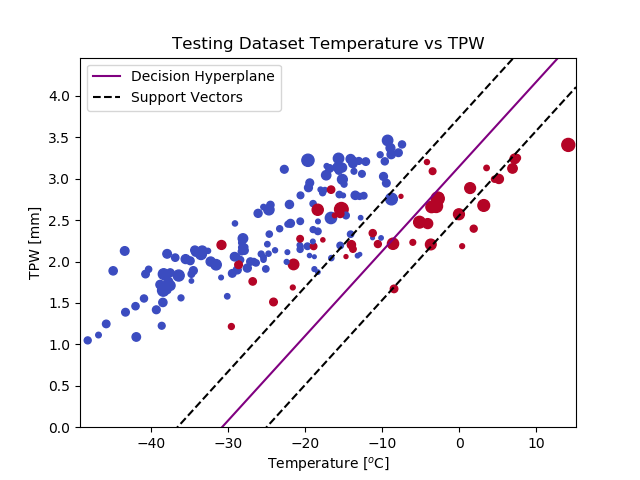 Testing Dataset Temperature vs TPW
Decision Hyperplane
Support Vectors
TPW [mm]
4.0
3.5
3.0
2.5
2.0
1.5
1.0
0.5
0.0
−40 −30 −20 −10 0 10
Temperature [°C]